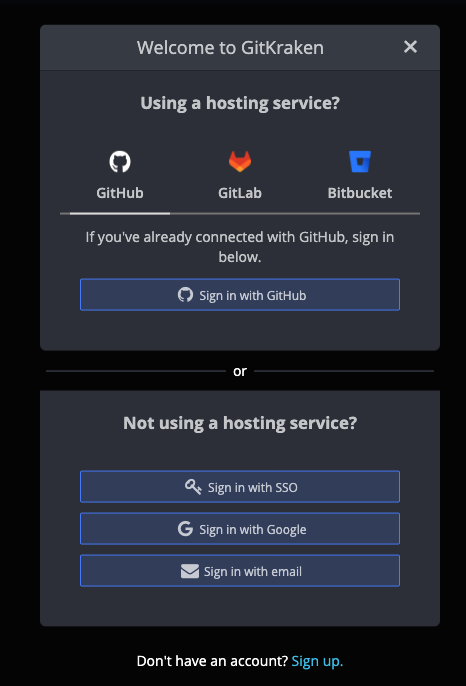 Welcome to GitKraken
Using a hosting service?
GitHub
GitLab
Bitbucket
If you've already connected with GitHub, sign in
below.
Sign in with GitHub
or
Not using a hosting service?
Sign in with SSO
Sign in with Google
Sign in with email
Don't have an account? Sign up.